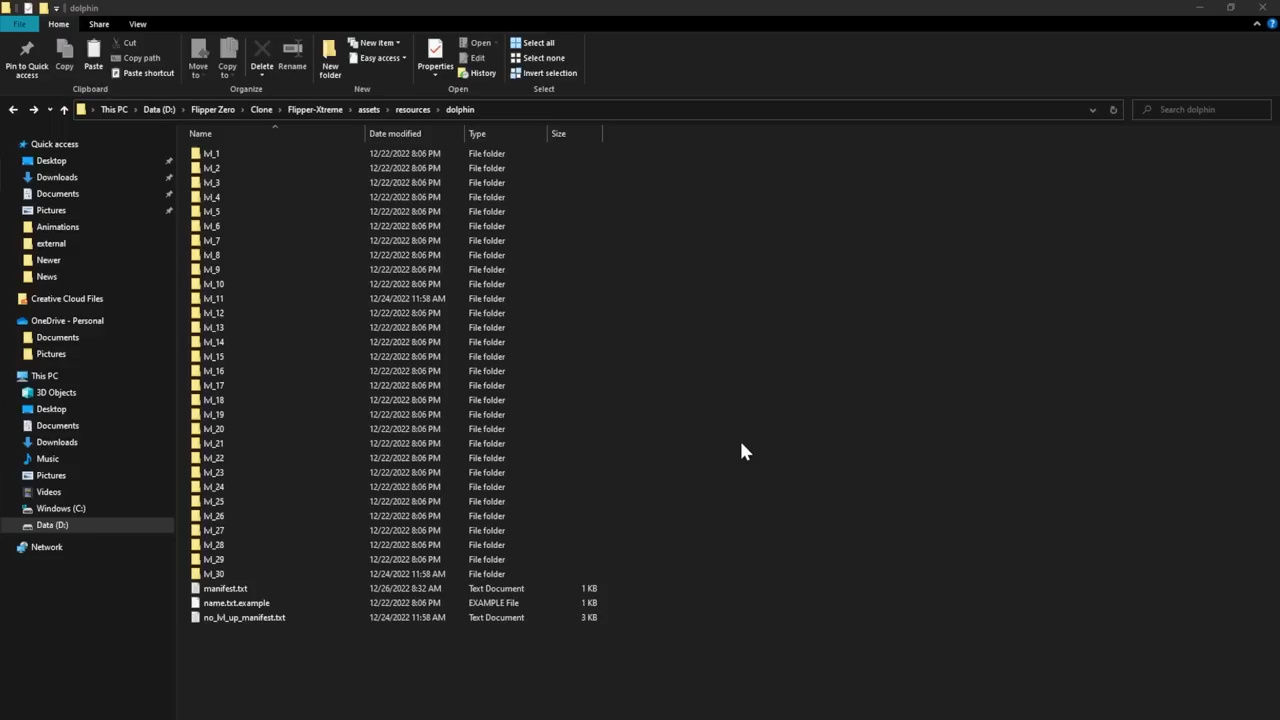 dolphin
File Home Share View
Pin to Quick access
Copy
Paste
Cut
Copy path
Paste shortcut
Clipboard
Move to
Copy to
Delete
Rename
Organize
New folder
New item
Easy access
New
Properties
Open
Edit
History
Open
Select all
Select none
Invert selection
Select
This PC Data (D:) Flipper Zero Clone Flipper-Xtreme assets resources dolphin
Search dolphin
Quick access
Desktop
Downloads
Documents
Pictures
Animations
external
Newer
News
Creative Cloud Files
OneDrive - Personal
Documents
Pictures
This PC
3D Objects
Desktop
Documents
Downloads
Music
Pictures
Videos
Windows (C:)
Data (D:)
Network
Name Date modified Type Size
lvl_1 12/22/2022 8:06 PM File folder
lvl_2 12/22/2022 8:06 PM File folder
lvl_3 12/22/2022 8:06 PM File folder
lvl_4 12/22/2022 8:06 PM File folder
lvl_5 12/22/2022 8:06 PM File folder
lvl_6 12/22/2022 8:06 PM File folder
lvl_7 12/22/2022 8:06 PM File folder
lvl_8 12/22/2022 8:06 PM File folder
lvl_9 12/22/2022 8:06 PM File folder
lvl_10 12/22/2022 8:06 PM File folder
lvl_11 12/24/2022 11:58 AM File folder
lvl_12 12/22/2022 8:06 PM File folder
lvl_13 12/22/2022 8:06 PM File folder
lvl_14 12/22/2022 8:06 PM File folder
lvl_15 12/22/2022 8:06 PM File folder
lvl_16 12/22/2022 8:06 PM File folder
lvl_17 12/22/2022 8:06 PM File folder
lvl_18 12/22/2022 8:06 PM File folder
lvl_19 12/22/2022 8:06 PM File folder
lvl_20 12/22/2022 8:06 PM File folder
lvl_21 12/22/2022 8:06 PM File folder
lvl_22 12/22/2022 8:06 PM File folder
lvl_23 12/22/2022 8:06 PM File folder
lvl_24 12/22/2022 8:06 PM File folder
lvl_25 12/22/2022 8:06 PM File folder
lvl_26 12/22/2022 8:06 PM File folder
lvl_27 12/22/2022 8:06 PM File folder
lvl_28 12/22/2022 8:06 PM File folder
lvl_29 12/22/2022 8:06 PM File folder
lvl_30 12/24/2022 11:58 AM File folder
manifest.txt 12/26/2022 8:32 AM Text Document 1 KB
name.txt.example 12/22/2022 8:06 PM EXAMPLE File 1 KB
no_lvl_up_manifest.txt 12/24/2022 11:58 AM Text Document 3 KB